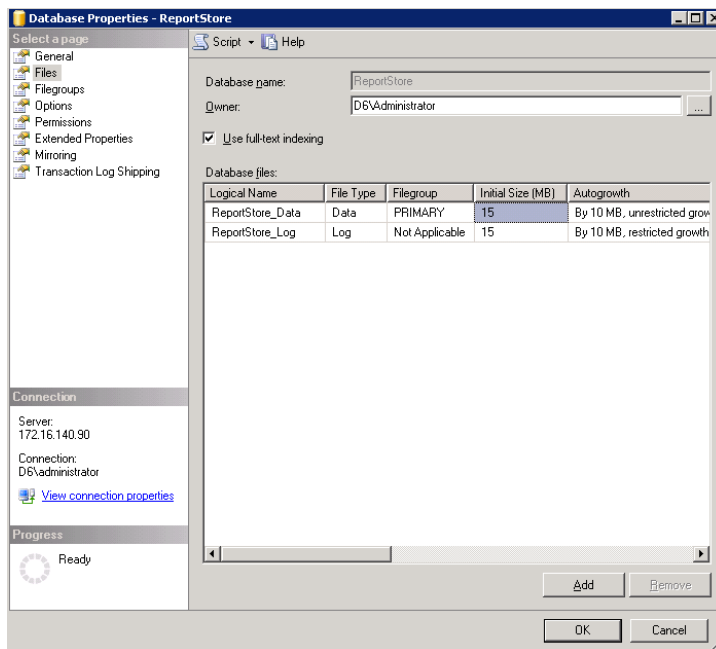 Database Properties - ReportStore
Select a page
General
Files
Filegroups
Options
Permissions
Extended Properties
Mirroring
Transaction Log Shipping
Script Help
Database name: ReportStore
Owner: D6\Administrator ...
Use full-text indexing
Database files:
Logical Name File Type Filegroup Initial Size (MB) Autogrowth
ReportStore_Data Data PRIMARY 15 By 10 MB, unrestricted grow
ReportStore_Log Log Not Applicable 15 By 10 MB, restricted growth
Connection
Server:
172.16.140.90
Connection:
D6\administrator
View connection properties
Progress
Ready
Add Remove
OK Cancel